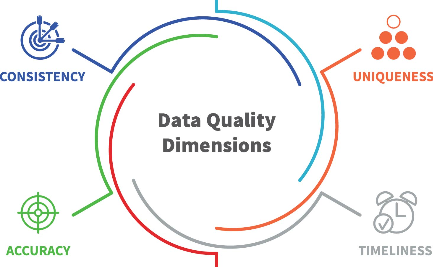 CONSISTENCY
UNIQUENESS
Data Quality
Dimensions
ACCURACY
TIMELINESS